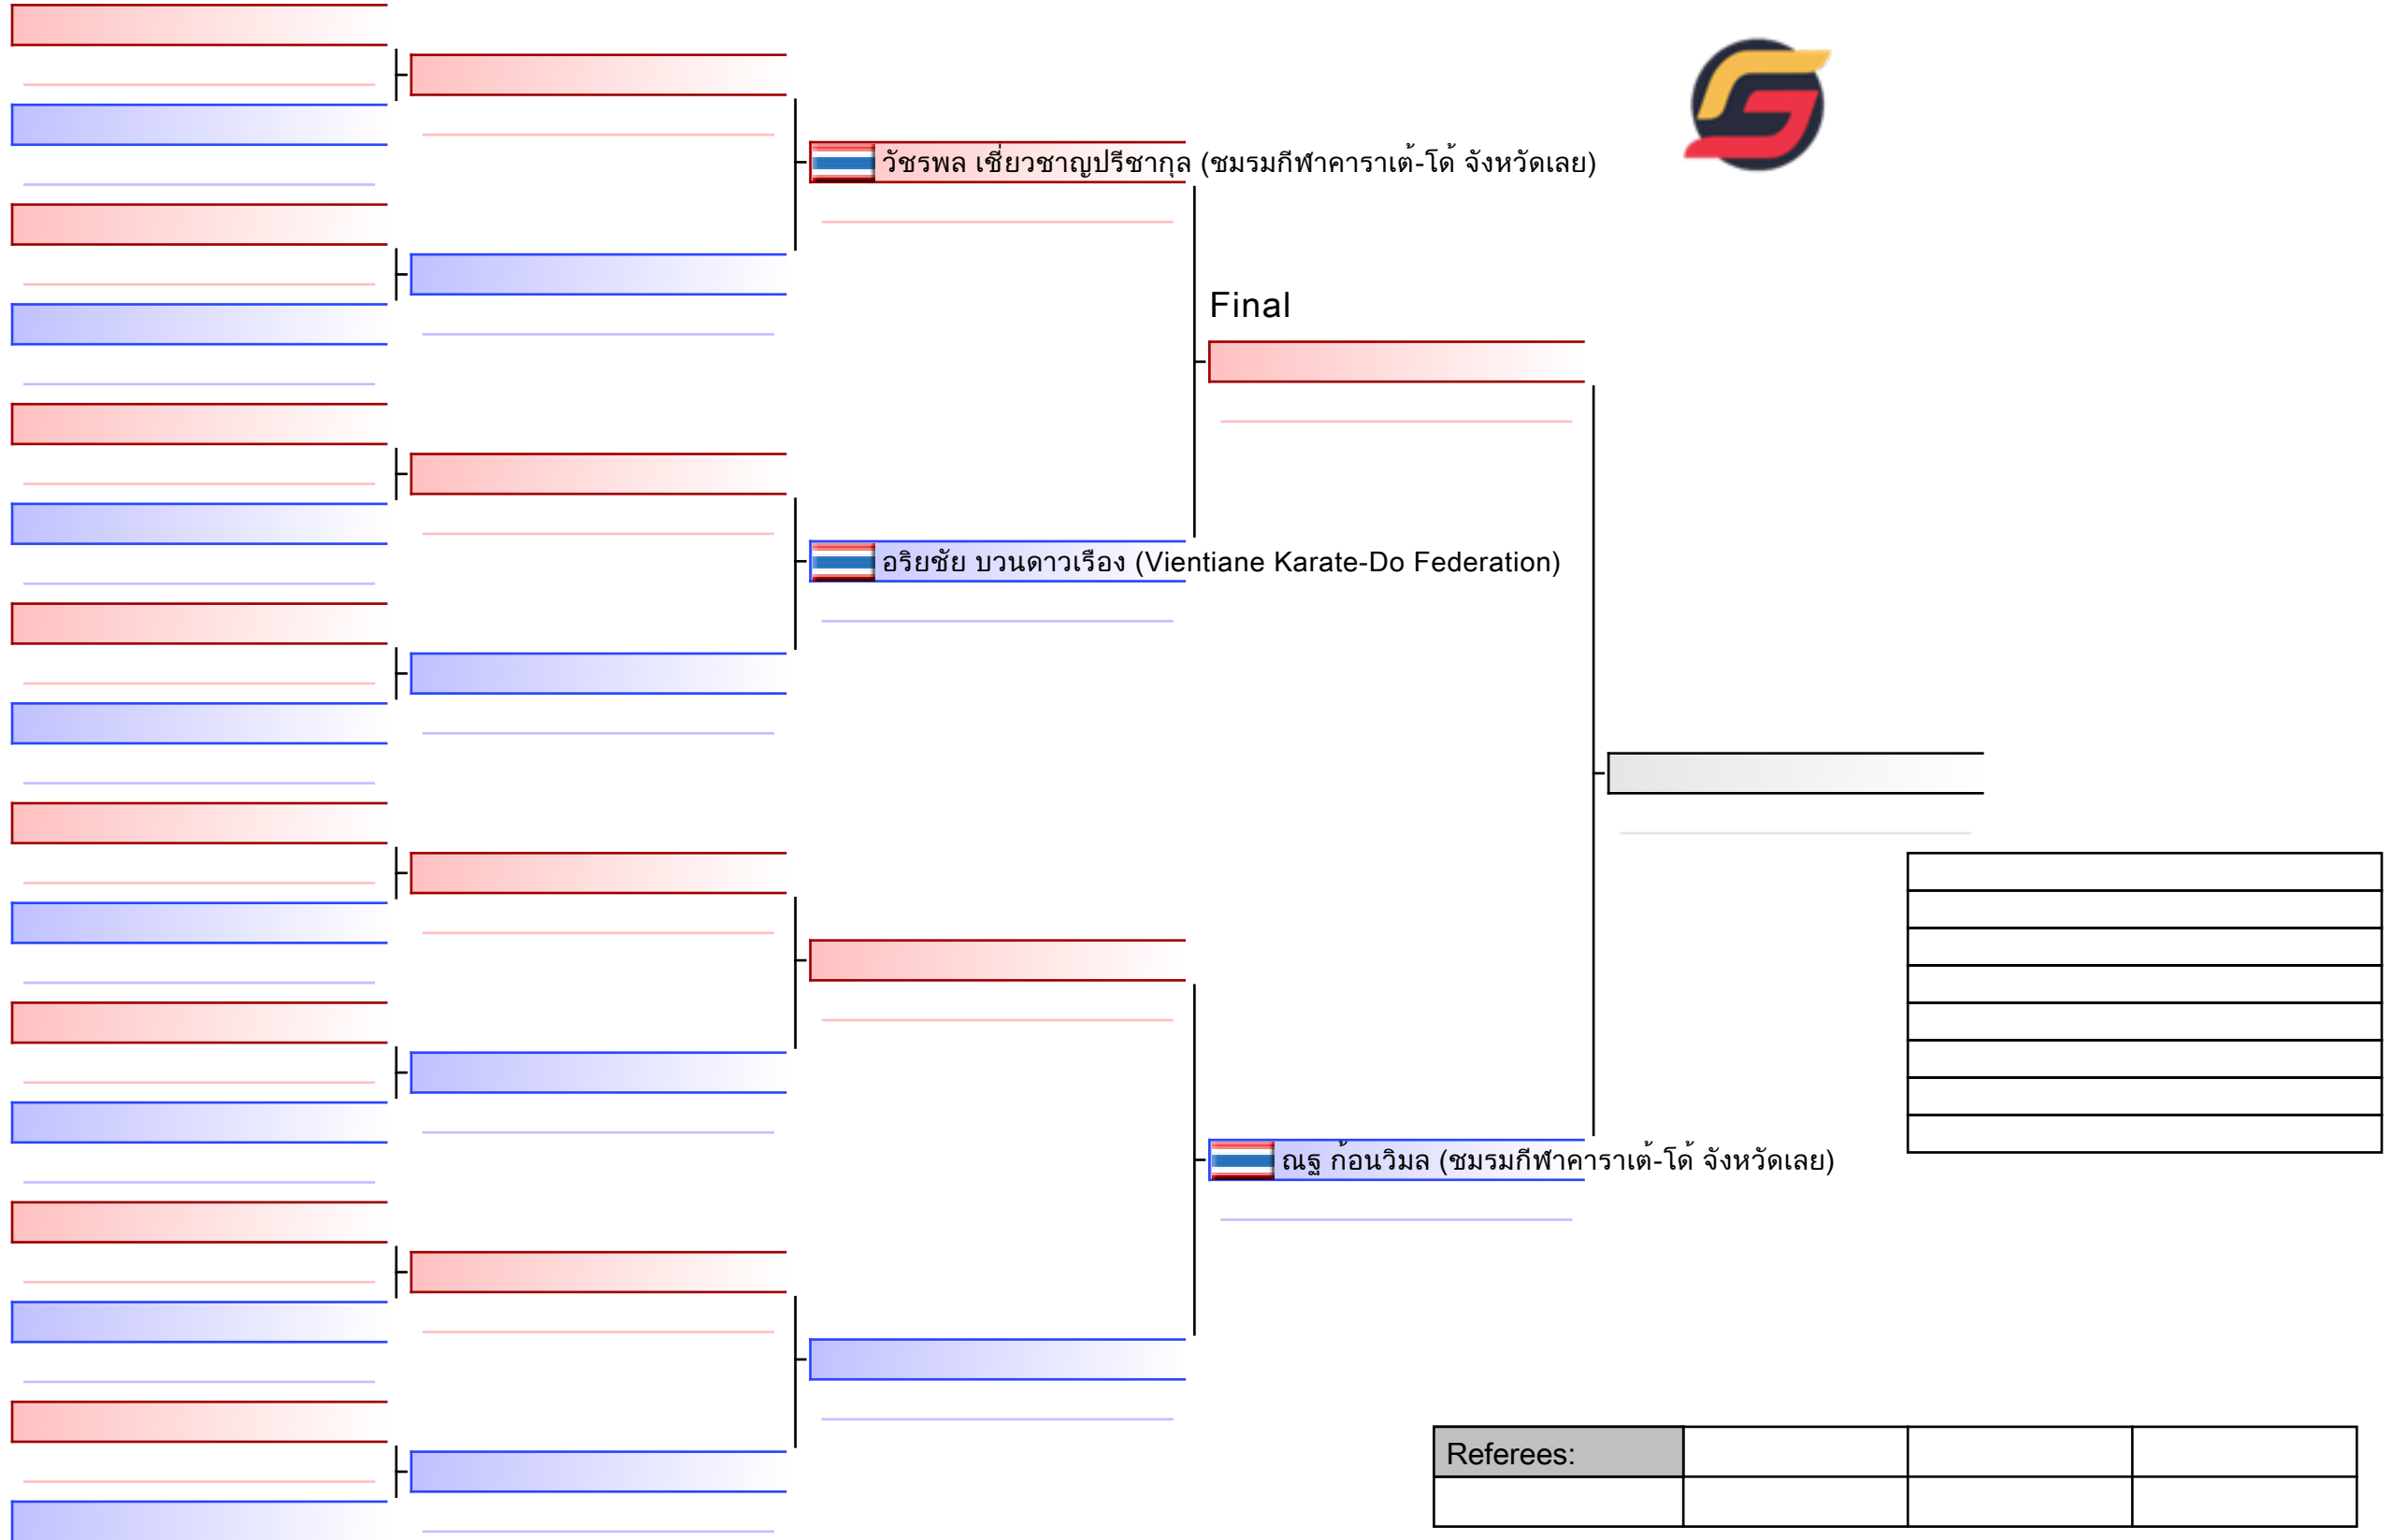 วัชรพล เชี่ยวชาญปรีชากุล (ชมรมกีฬาคาราเต้-โด้ จังหวัดเลย)
Final
อริยชัย บวนดาวเรือง (Vientiane Karate-Do Federation)
ณฐ ก้อนวิมล (ชมรมกีฬาคาราเต้-โด้ จังหวัดเลย)
Referees: